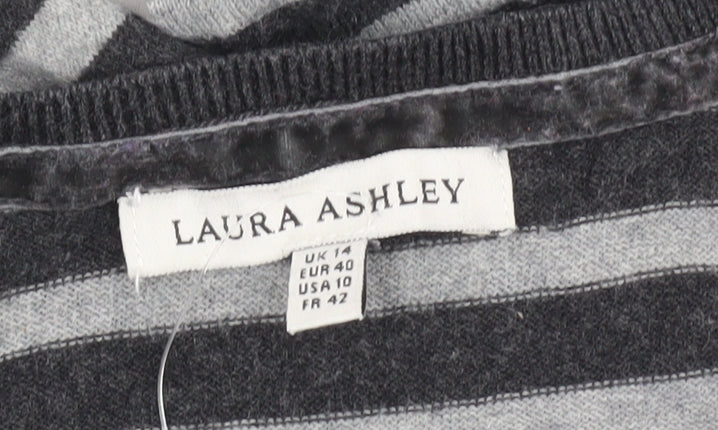 LAURA ASHLEY
UK 14
EUR 40
USA 10
FR 42